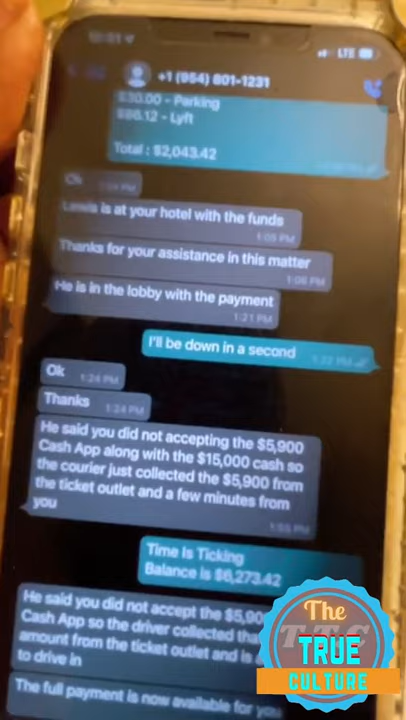 +1 (954) 801-1231
LTE
$30.00 - Parking
$86.12 - Lyft
Total : $2,043.42
Ok
Lewis is at your hotel with the funds
1:05 PM
Thanks for your assistance in this matter
1:06 PM
He is in the lobby with the payment
1:21 PM
I'll be down in a second
1:22 PM
Ok
1:24 PM
Thanks
1:24 PM
He said you did not accepting the $5,900
Cash App along with the $15,000 cash so
the courier just collected the $5,900 from
the ticket outlet and a few minutes from
you
1:55 PM
Time Is Ticking
Balance is $6,273.42
He said you did not accept the $5,90
Cash App so the driver collected tha
amount from the ticket outlet and is
to drive in
The full payment is now available for you
The
TRUE
CULTURE